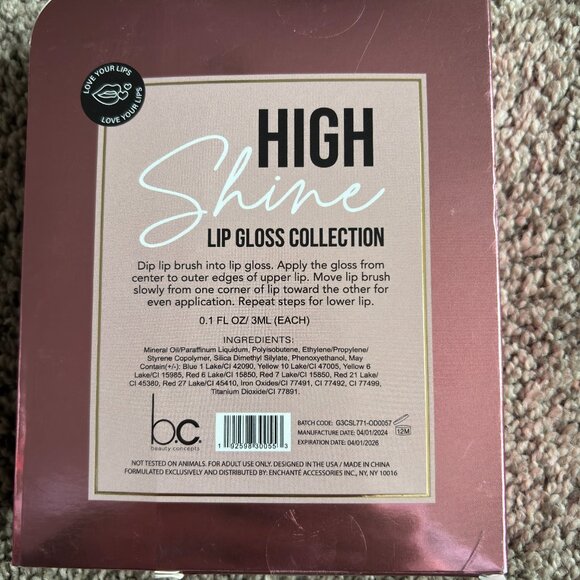 LOVE YOUR LIPS
LOVE YOUR LIPS
HIGH
Shine
LIP GLOSS COLLECTION
Dip lip brush into lip gloss. Apply the gloss from
center to outer edges of upper lip. Move lip brush
slowly from one corner of lip toward the other for
even application. Repeat steps for lower lip.
0.1 FL OZ/ 3ML (EACH)
INGREDIENTS:
Mineral Oil/Paraffinum Liquidum, Polyisobutene, Ethylene/Propylene/
Styrene Copolymer, Silica Dimethyl Silylate, Phenoxyethanol, May
Contain(+/-): Blue 1 Lake/CI 42090, Yellow 10 Lake/CI 47005, Yellow 6
Lake/CI 15985, Red 6 Lake/CI 15850, Red 7 Lake/CI 15850, Red 21 Lake/
CI 45380, Red 27 Lake/CI 45410, Iron Oxides/CI 77491, CI 77492, CI 77499,
Titanium Dioxide/CI 77891.
b.c.
beauty concepts
1 92598 30055 3
BATCH CODE: G3CSL771-OD0057
MANUFACTURE DATE: 04/01/2024
EXPIRATION DATE: 04/01/2026
12M
NOT TESTED ON ANIMALS. FOR ADULT USE ONLY. DESIGNED IN THE USA / MADE IN CHINA
FORMULATED EXCLUSIVELY AND DISTRIBUTED BY: ENCHANTÉ ACCESSORIES INC., NY, NY 10016